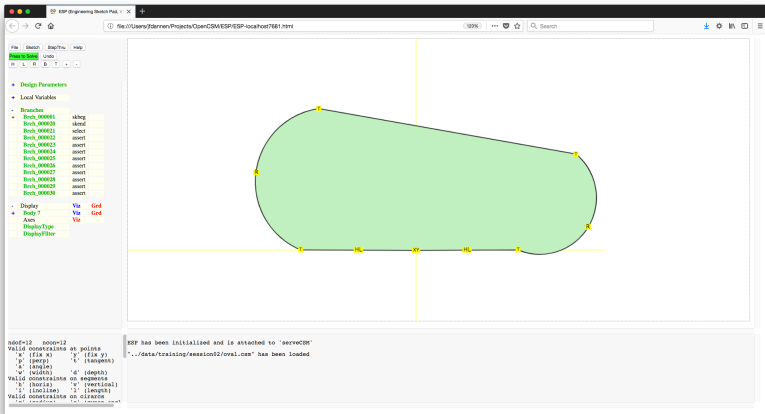 ESP (Engineering Sketch Pad,
file:///Users/jfdannen/Projects/OpenCSM/ESP/ESP-localhost7681.html
120%
Search
File Sketch StepThru Help
Press to Solve Undo
H L R B T + -
+ Design Parameters
+ Local Variables
- Branches
+ Brch_000001 skbeg
Brch_000020 skend
Brch_000021 select
Brch_000022 assert
Brch_000023 assert
Brch_000024 assert
Brch_000025 assert
Brch_000026 assert
Brch_000027 assert
Brch_000028 assert
Brch_000029 assert
Brch_000030 assert
- Display Viz Grd
+ Body 7 Viz Grd
Axes Viz
DisplayType
DisplayFilter
T
T
R
R
T HL XY HL T
ndof=12 ncon=12
Valid constraints at points
'x' (fix x) 'y' (fix y)
'p' (perp) 't' (tangent)
'a' (angle)
'w' (width) 'd' (depth)
Valid constraints on segments
'h' (horiz) 'v' (vertical)
'i' (incline) 'l' (length)
Valid constraints on cirarcs
ESP has been initialized and is attached to 'serveCSM'
"../data/training/session02/oval.csm" has been loaded